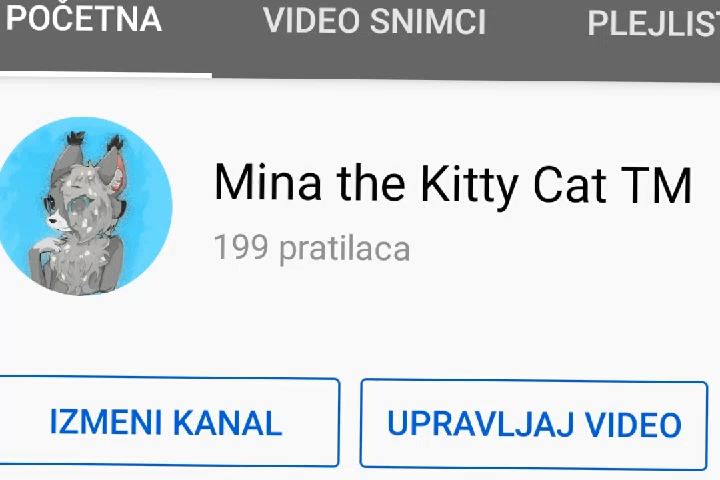 POČETNA VIDEO SNIMCI PLEJLIST
Mina the Kitty Cat TM
199 pratilaca
IZMENI KANAL UPRAVLJAJ VIDEO